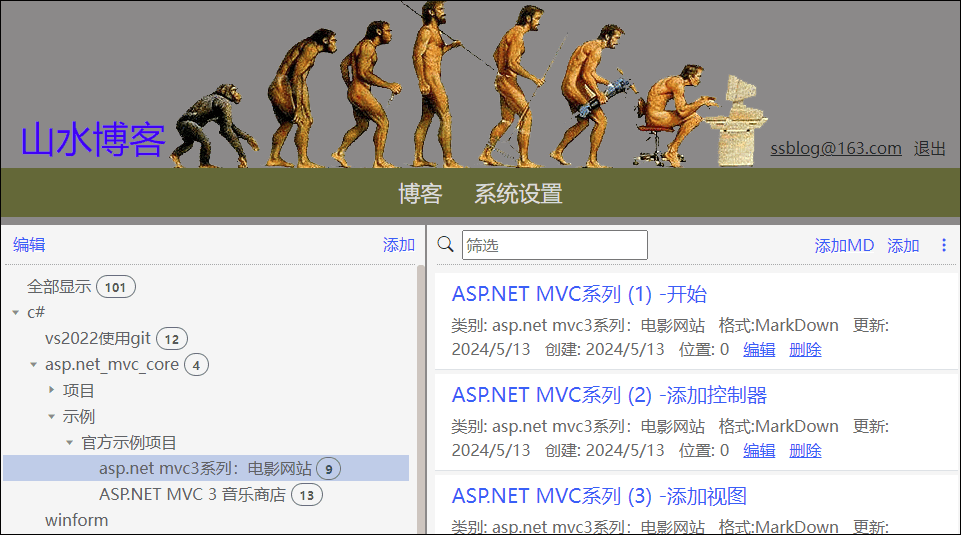 山水博客
ssblog@163.com 退出
博客 系统设置
编辑 添加
全部显示 101
c#
vs2022使用git 12
asp.net_mvc_core 4
项目
示例
官方示例项目
asp.net mvc3系列：电影网站 9
ASP.NET MVC 3 音乐商店 13
winform
筛选 添加MD 添加
ASP.NET MVC系列 (1) -开始
类别: asp.net mvc3系列：电影网站 格式:MarkDown 更新:
2024/5/13 创建: 2024/5/13 位置: 0 编辑 删除
ASP.NET MVC系列 (2) -添加控制器
类别: asp.net mvc3系列：电影网站 格式:MarkDown 更新:
2024/5/13 创建: 2024/5/13 位置: 0 编辑 删除
ASP.NET MVC系列 (3) -添加视图
类别: asp.net mvc3系列：电影网站 格式:MarkDown 更新: